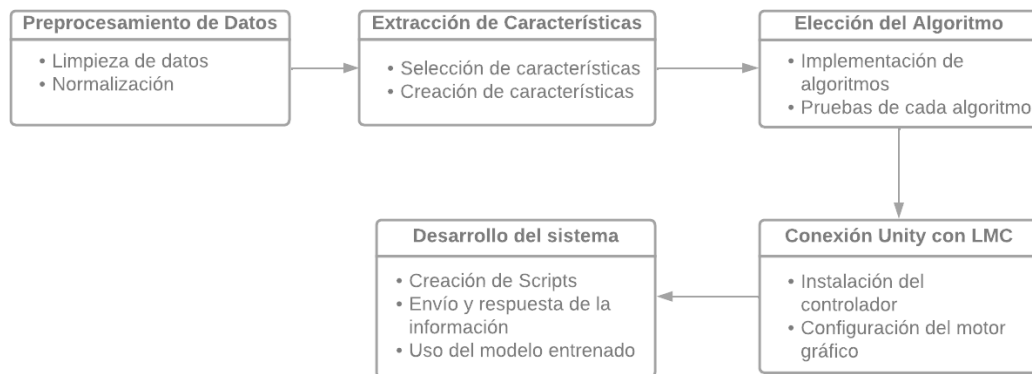 Preprocesamiento de Datos
• Limpieza de datos
• Normalización
Extracción de Características
• Selección de características
• Creación de características
Elección del Algoritmo
• Implementación de
algoritmos
• Pruebas de cada algoritmo
Conexión Unity con LMC
• Instalación del
controlador
• Configuración del motor
gráfico
Desarrollo del sistema
• Creación de Scripts
• Envío y respuesta de la
información
• Uso del modelo entrenado